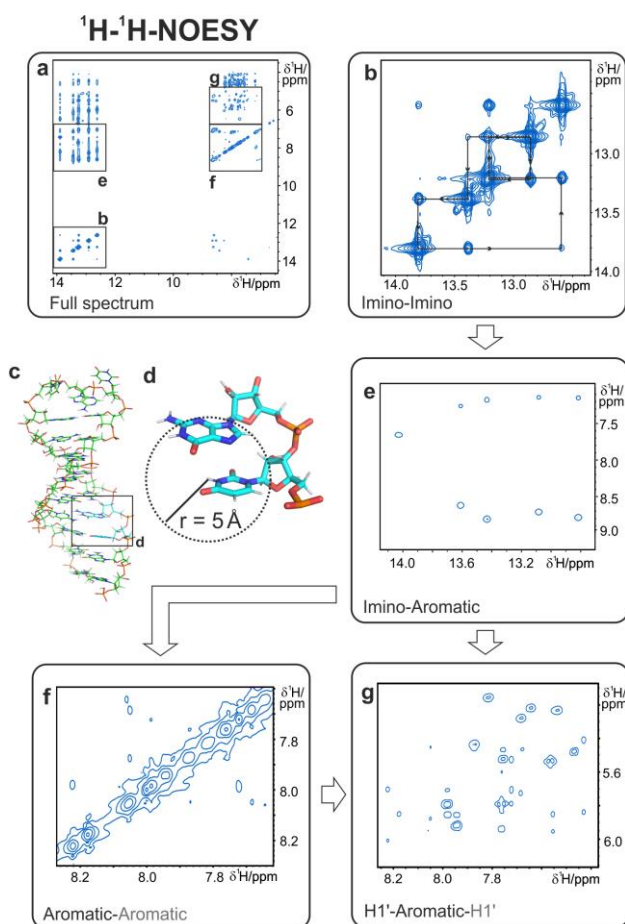 ¹H-¹H-NOESY
a
δ¹H/
ppm
g
6
8
e
f
10
b
12
14
14 12 10 8 δ¹H/ppm
Full spectrum
b
δ¹H/
ppm
13.0
13.5
14.0
14.0 13.5 13.0 δ¹H/ppm
Imino-Imino
c
d
d
r = 5 Å
e
δ¹H/
ppm
7.5
8.0
8.5
9.0
14.0 13.6 13.2 δ¹H/ppm
Imino-Aromatic
f
δ¹H/
ppm
7.8
8.0
8.2
8.2 8.0 7.8 δ¹H/ppm
Aromatic-Aromatic
g
δ¹H/
ppm
5.6
6.0
8.2 7.8 δ¹H/ppm
H1'-Aromatic-H1'